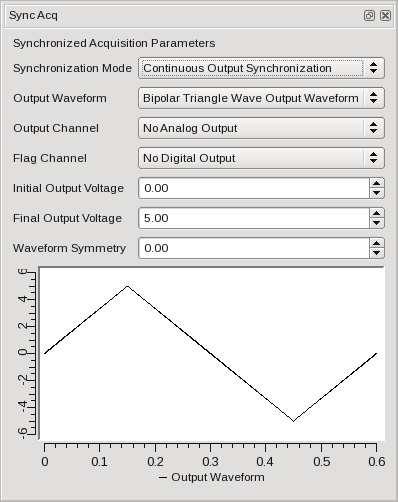 Sync Acq
Synchronized Acquisition Parameters
Synchronization Mode Continuous Output Synchronization
Output Waveform Bipolar Triangle Wave Output Waveform
Output Channel No Analog Output
Flag Channel No Digital Output
Initial Output Voltage 0.00
Final Output Voltage 5.00
Waveform Symmetry 0.00
6
4
2
0
-2
-4
-6
0 0.1 0.2 0.3 0.4 0.5 0.6
Output Waveform